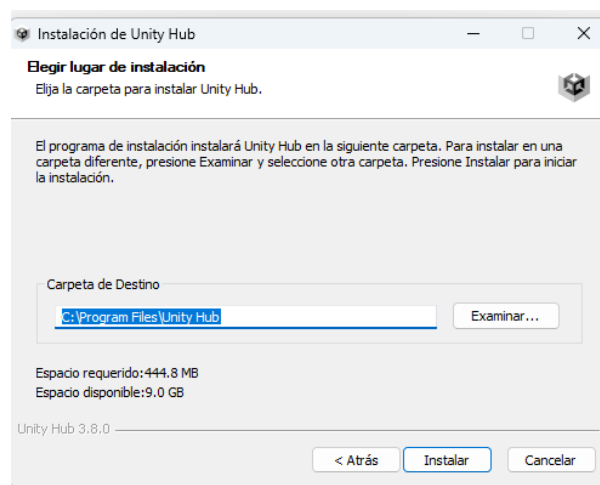 Instalación de Unity Hub
Elegir lugar de instalación
Elija la carpeta para instalar Unity Hub.
El programa de instalación instalará Unity Hub en la siguiente carpeta. Para instalar en una
carpeta diferente, presione Examinar y seleccione otra carpeta. Presione Instalar para iniciar
la instalación.
Carpeta de Destino
C:\Program Files\Unity Hub
Examinar...
Espacio requerido:444.8 MB
Espacio disponible:9.0 GB
Unity Hub 3.8.0
< Atrás
Instalar
Cancelar